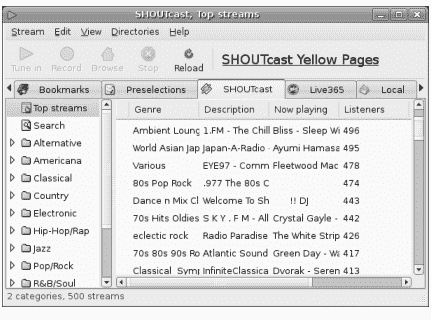 SHOUTcast, Top streams
Stream Edit View Directories Help
Tune in Record Browse Stop Reload SHOUTcast Yellow Pages
Bookmarks Preselections SHOUTcast Live365 Local
Top streams
Search
Alternative
Americana
Classical
Country
Electronic
Hip-Hop/Rap
Jazz
Pop/Rock
R&B/Soul
Genre Description Now playing Listeners
Ambient Loung 1.FM - The Chill Bliss - Sleep Wi 496
World Asian Jap Japan-A-Radio - Ayumi Hamasa 495
Various EYE97 - Comm Fleetwood Mac 478
80s Pop Rock .977 The 80s C 474
Dance n Mix Cl Welcome To Sh !! DJ 443
70s Hits Oldies S K Y . F M - All Crystal Gayle - 442
eclectic rock Radio Paradise The White Strip 426
70s 80s 90s Ro Atlantic Sound Green Day - Wa 417
Classical Symp InfiniteClassica Dvorak - Seren 413
2 categories, 500 streams